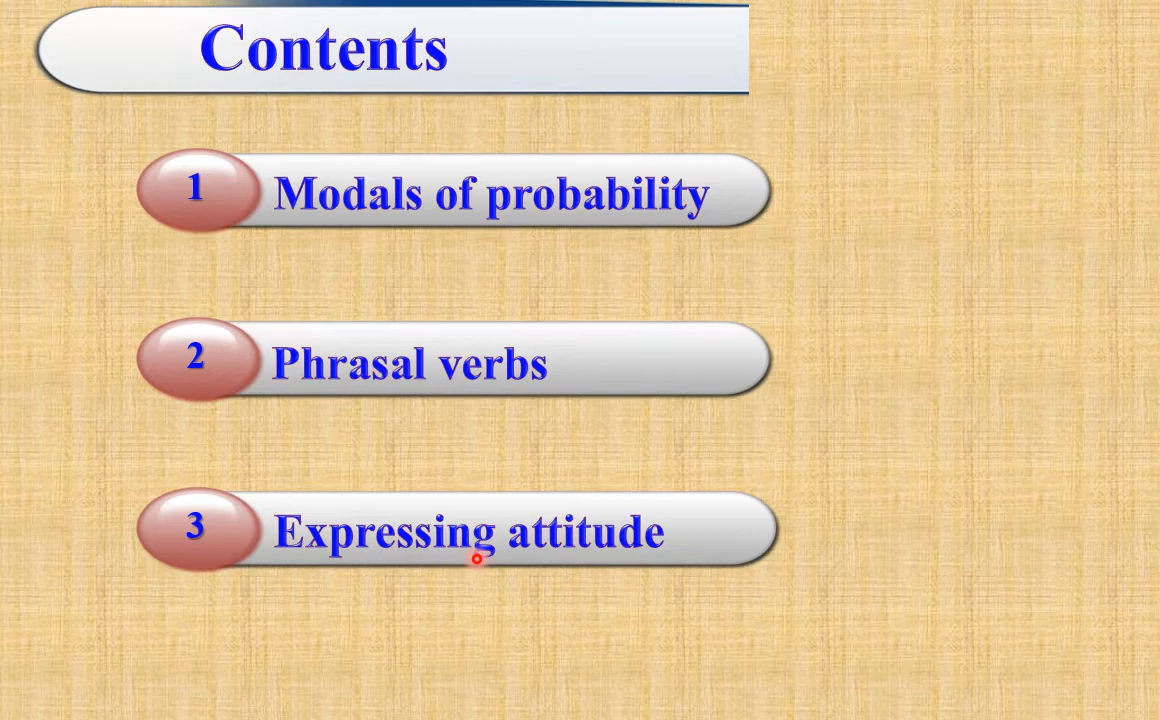 Contents
1 Modals of probability
2 Phrasal verbs
3 Expressing attitude